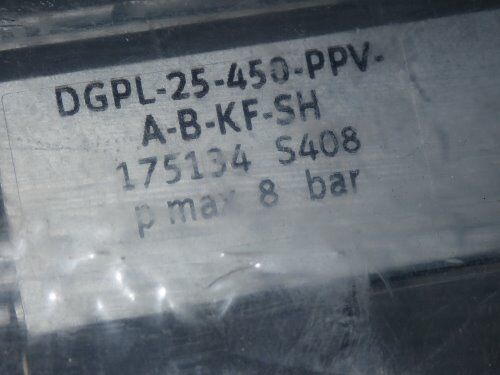 DGPL-25-450-PPV-
A-B-KF-SH
175134 S408
p max 8 bar